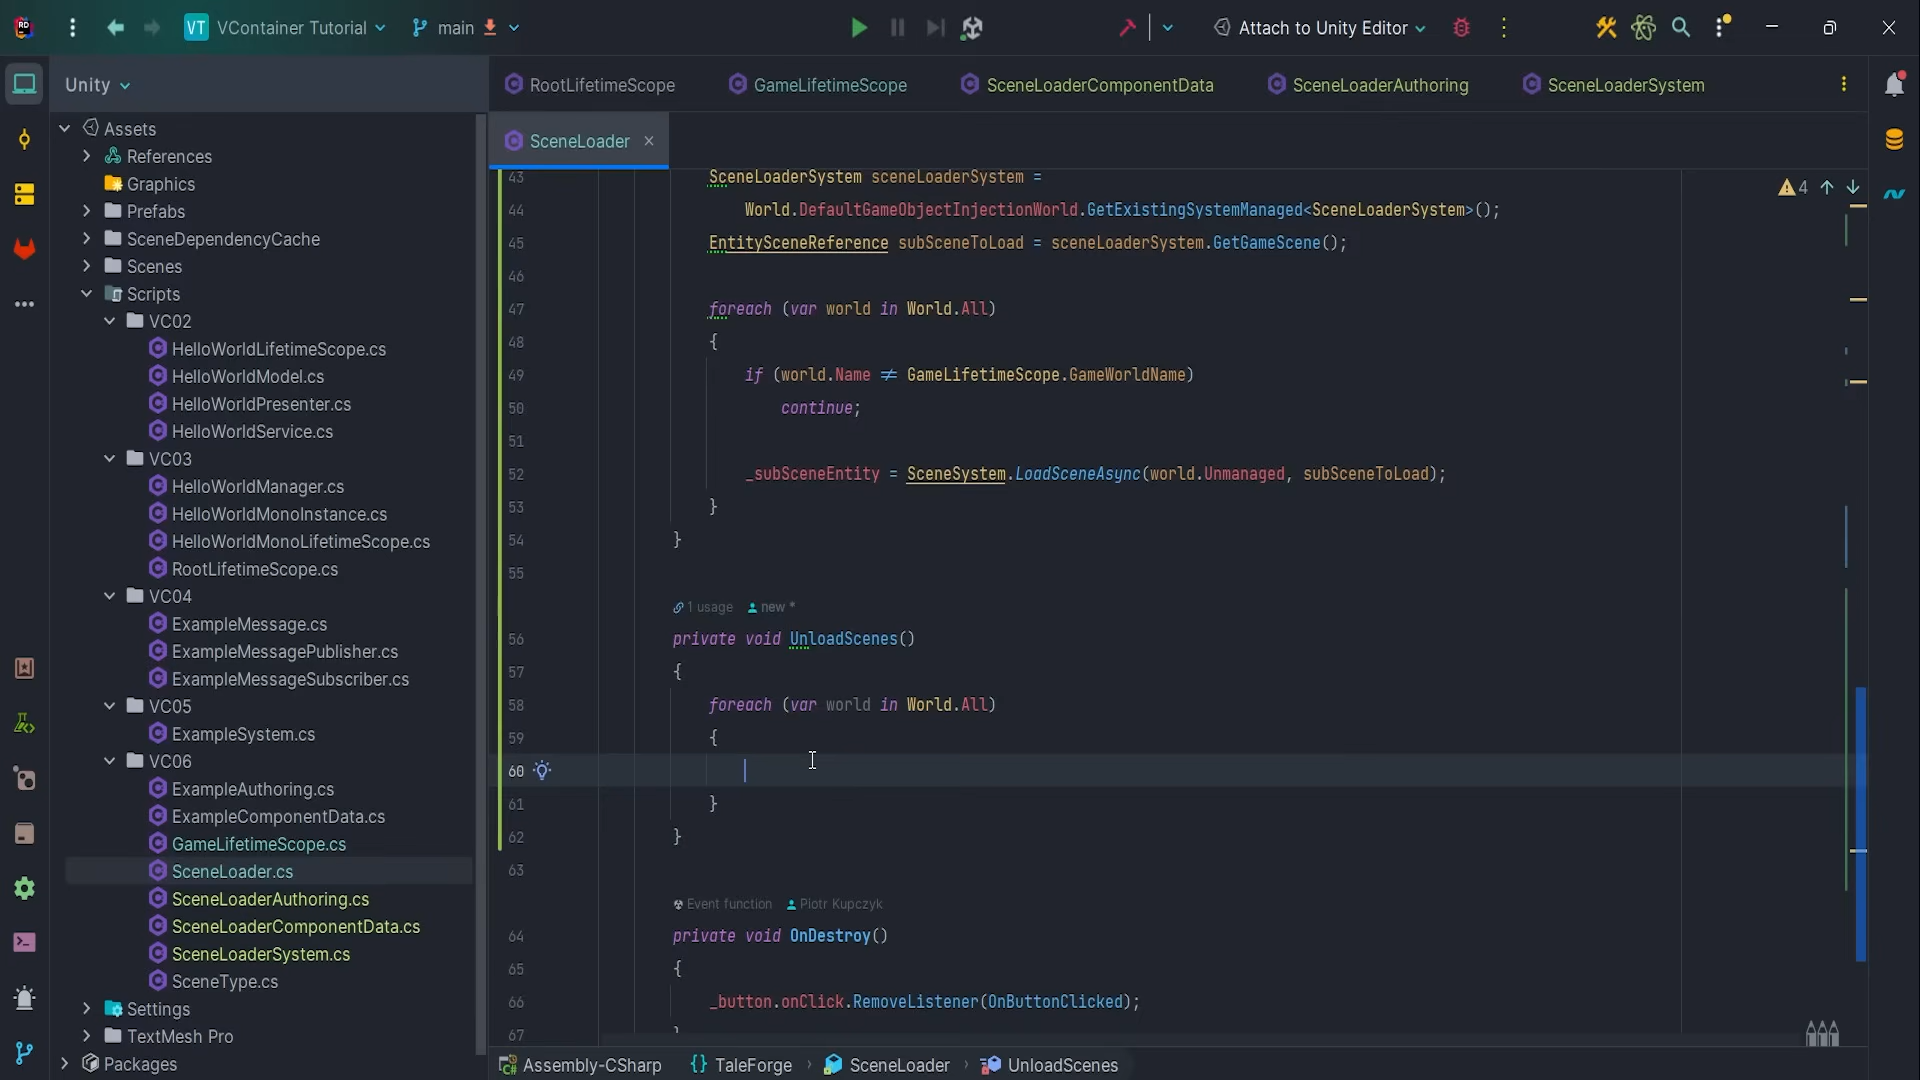 VT VContainer Tutorial main Attach to Unity Editor
Unity
RootLifetimeScope GameLifetimeScope SceneLoaderComponentData SceneLoaderAuthoring SceneLoaderSystem
SceneLoader
Assets
References
Graphics
Prefabs
SceneDependencyCache
Scenes
Scripts
VC02
HelloWorldLifetimeScope.cs
HelloWorldModel.cs
HelloWorldPresenter.cs
HelloWorldService.cs
VC03
HelloWorldManager.cs
HelloWorldMonoInstance.cs
HelloWorldMonoLifetimeScope.cs
RootLifetimeScope.cs
VC04
ExampleMessage.cs
ExampleMessagePublisher.cs
ExampleMessageSubscriber.cs
VC05
ExampleSystem.cs
VC06
ExampleAuthoring.cs
ExampleComponentData.cs
GameLifetimeScope.cs
SceneLoader.cs
SceneLoaderAuthoring.cs
SceneLoaderComponentData.cs
SceneLoaderSystem.cs
SceneType.cs
Settings
TextMesh Pro
Packages
4
43 SceneLoaderSystem sceneLoaderSystem =
44 World.DefaultGameObjectInjectionWorld.GetExistingSystemManaged<SceneLoaderSystem>();
45 EntitySceneReference subSceneToLoad = sceneLoaderSystem.GetGameScene();
46
47 foreach (var world in World.All)
48 {
49 if (world.Name ≠ GameLifetimeScope.GameWorldName)
50 continue;
51
52 _subSceneEntity = SceneSystem.LoadSceneAsync(world.Unmanaged, subSceneToLoad);
53 }
54 }
55
1 usage new *
56 private void UnloadScenes()
57 {
58 foreach (var world in World.All)
59 {
60
61 }
62 }
63
Event function Piotr Kupczyk
64 private void OnDestroy()
65 {
66 _button.onClick.RemoveListener(OnButtonClicked);
67 }
Assembly-CSharp {} TaleForge SceneLoader UnloadScenes